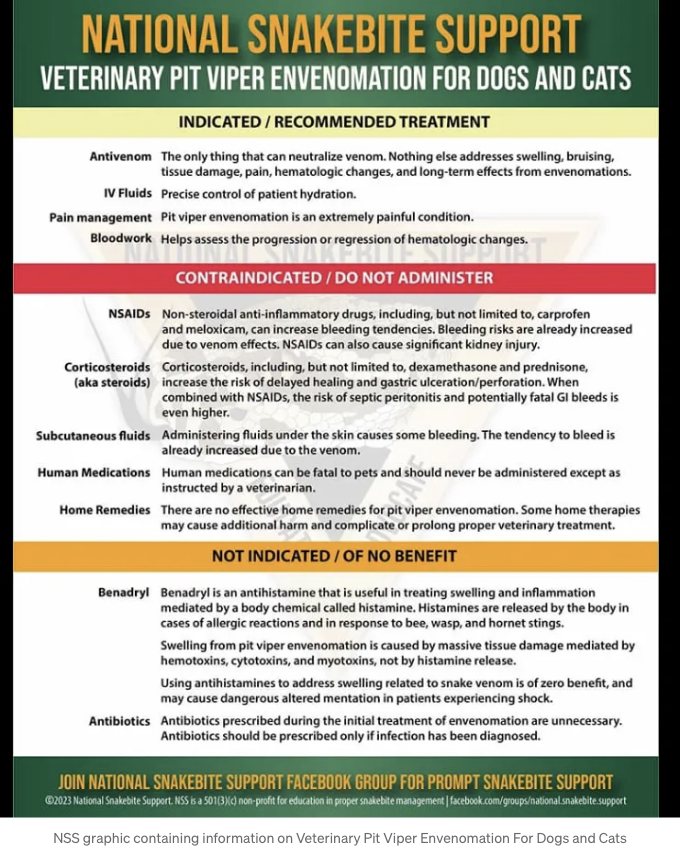 NATIONAL SNAKEBITE SUPPORT
VETERINARY PIT VIPER ENVENOMATION FOR DOGS AND CATS
INDICATED / RECOMMENDED TREATMENT
Antivenom The only thing that can neutralize venom. Nothing else addresses swelling, bruising,
tissue damage, pain, hematologic changes, and long-term effects from envenomations.
IV Fluids Precise control of patient hydration.
Pain management Pit viper envenomation is an extremely painful condition.
Bloodwork Helps assess the progression or regression of hematologic changes.
CONTRAINDICATED / DO NOT ADMINISTER
NSAIDs Non-steroidal anti-inflammatory drugs, including, but not limited to, carprofen
and meloxicam, can increase bleeding tendencies. Bleeding risks are already increased
due to venom effects. NSAIDs can also cause significant kidney injury.
Corticosteroids Corticosteroids, including, but not limited to, dexamethasone and prednisone,
(aka steroids) increase the risk of delayed healing and gastric ulceration/perforation. When
combined with NSAIDs, the risk of septic peritonitis and potentially fatal GI bleeds is
even higher.
Subcutaneous fluids Administering fluids under the skin causes some bleeding. The tendency to bleed is
already increased due to the venom.
Human Medications Human medications can be fatal to pets and should never be administered except as
instructed by a veterinarian.
Home Remedies There are no effective home remedies for pit viper envenomation. Some home therapies
may cause additional harm and complicate or prolong proper veterinary treatment.
NOT INDICATED / OF NO BENEFIT
Benadryl Benadryl is an antihistamine that is useful in treating swelling and inflammation
mediated by a body chemical called histamine. Histamines are released by the body in
cases of allergic reactions and in response to bee, wasp, and hornet stings.
Swelling from pit viper envenomation is caused by massive tissue damage mediated by
hemotoxins, cytotoxins, and myotoxins, not by histamine release.
Using antihistamines to address swelling related to snake venom is of zero benefit, and
may cause dangerous altered mentation in patients experiencing shock.
Antibiotics Antibiotics prescribed during the initial treatment of envenomation are unnecessary.
Antibiotics should be prescribed only if infection has been diagnosed.
JOIN NATIONAL SNAKEBITE SUPPORT FACEBOOK GROUP FOR PROMPT SNAKEBITE SUPPORT
©2023 National Snakebite Support. NSS is a 501(3)(c) non-profit for education in proper snakebite management | facebook.com/groups/national.snakebite.support
NSS graphic containing information on Veterinary Pit Viper Envenomation For Dogs and Cats